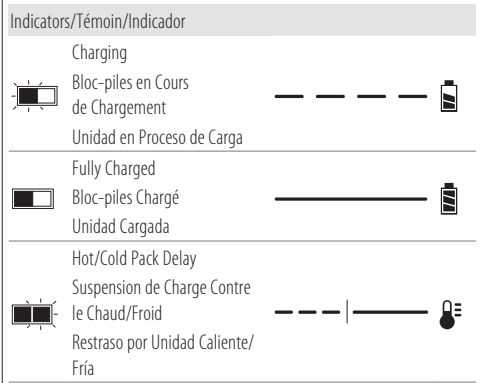 Indicators/Témoin/Indicador
Charging
Bloc-piles en Cours
de Chargement
Unidad en Proceso de Carga
Fully Charged
Bloc-piles Chargé
Unidad Cargada
Hot/Cold Pack Delay
Suspension de Charge Contre
le Chaud/Froid
Restraso por Unidad Caliente/
Fría